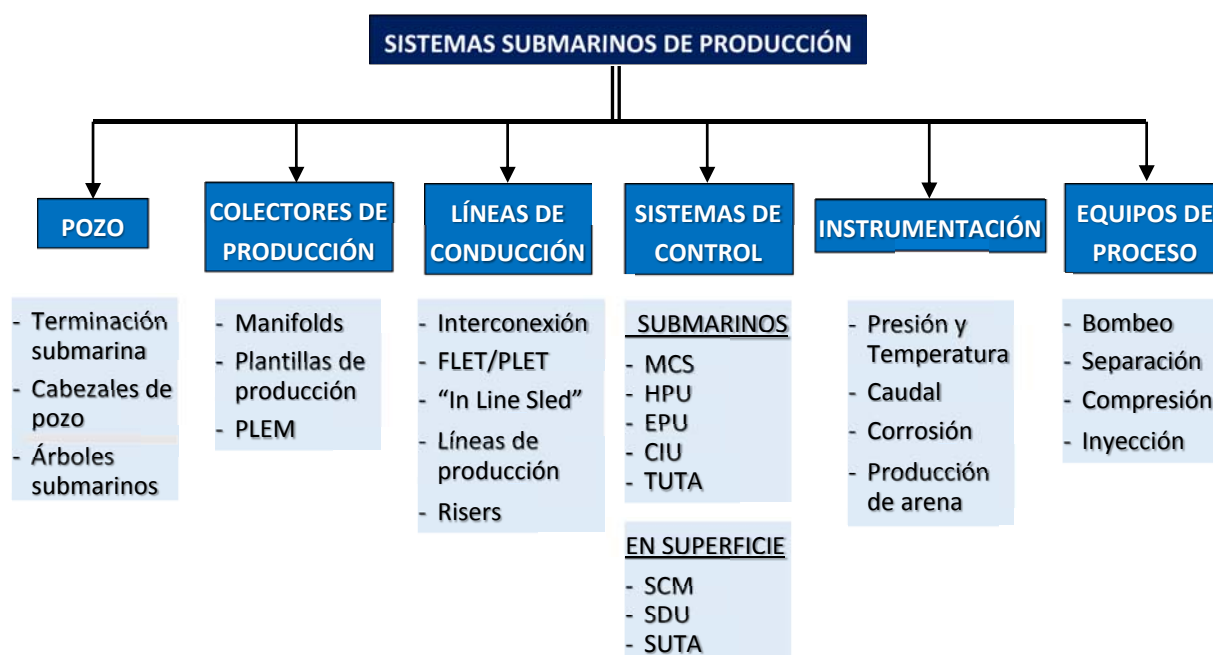 SISTEMAS SUBMARINOS DE PRODUCCIÓN
POZO
- Terminación
submarina
- Cabezales de
pozo
- Árboles
submarinos
COLECTORES DE
PRODUCCIÓN
- Manifolds
- Plantillas de
producción
- PLEM
LÍNEAS DE
CONDUCCIÓN
- Interconexión
- FLET/PLET
- “In Line Sled”
- Líneas de
producción
- Risers
SISTEMAS DE
CONTROL
SUBMARINOS
- MCS
- HPU
- EPU
- CIU
- TUTA
EN SUPERFICIE
- SCM
- SDU
- SUTA
INSTRUMENTACIÓN
- Presión y
Temperatura
- Caudal
- Corrosión
- Producción
de arena
EQUIPOS DE
PROCESO
- Bombeo
- Separación
- Compresión
- Inyección